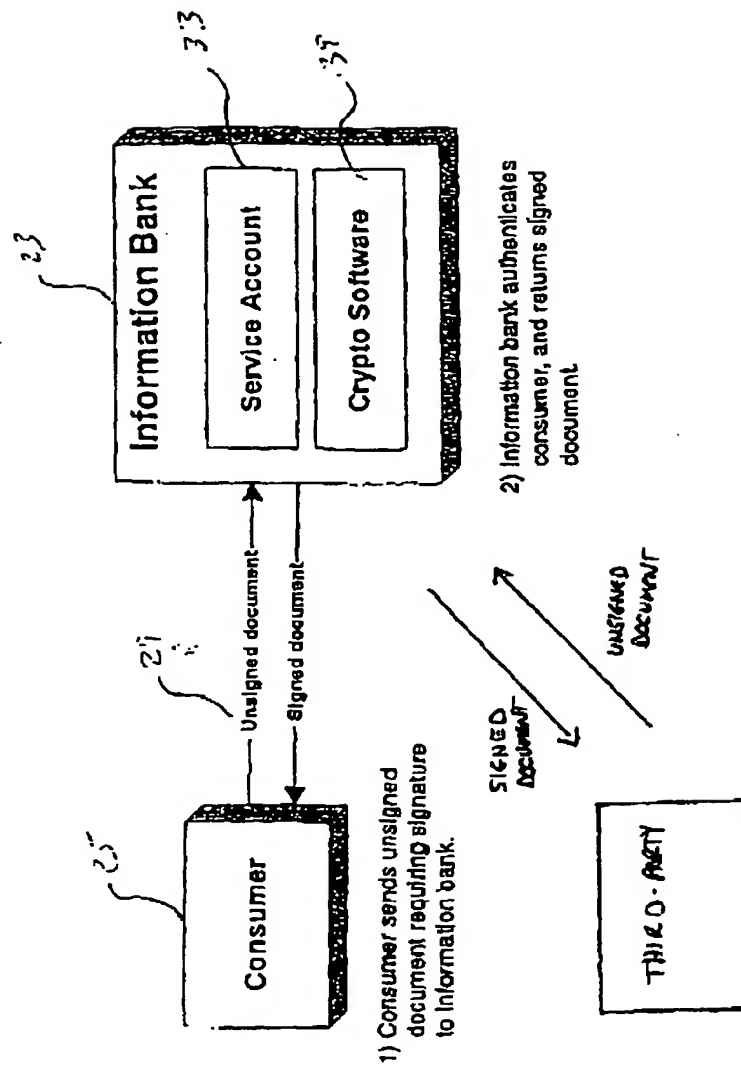 23
Information Bank
33
Service Account
Crypto Software
25
Consumer
Unsigned document
Signed document
1) Consumer sends unsigned
document requiring signature
to Information bank.
2) Information bank authenticates
consumer, and returns signed
document
SIGNED
DOCUMENT
UNSIGNED
DOCUMENT
THIRD-PARTY